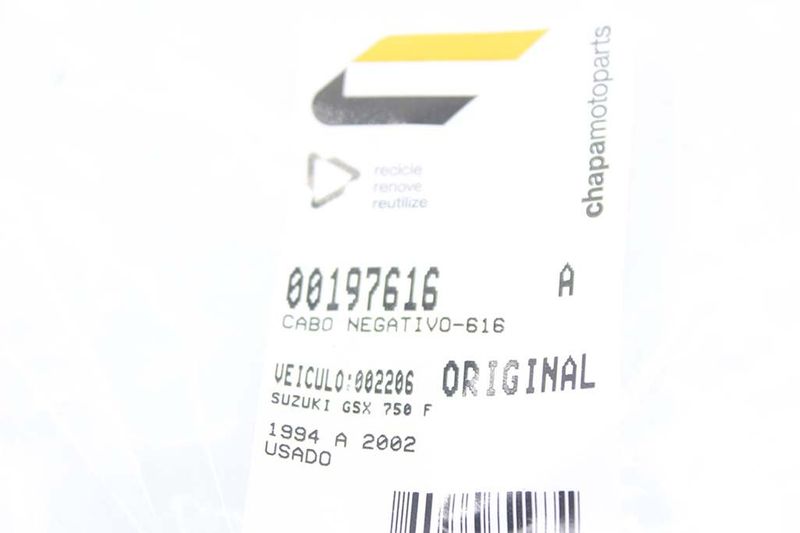 chapamotoparts
recicle
renove
reutilize
00197616 A
CABO NEGATIVO-616
VEICULO:002206 ORIGINAL
SUZUKI GSX 750 F
1994 A 2002
USADO